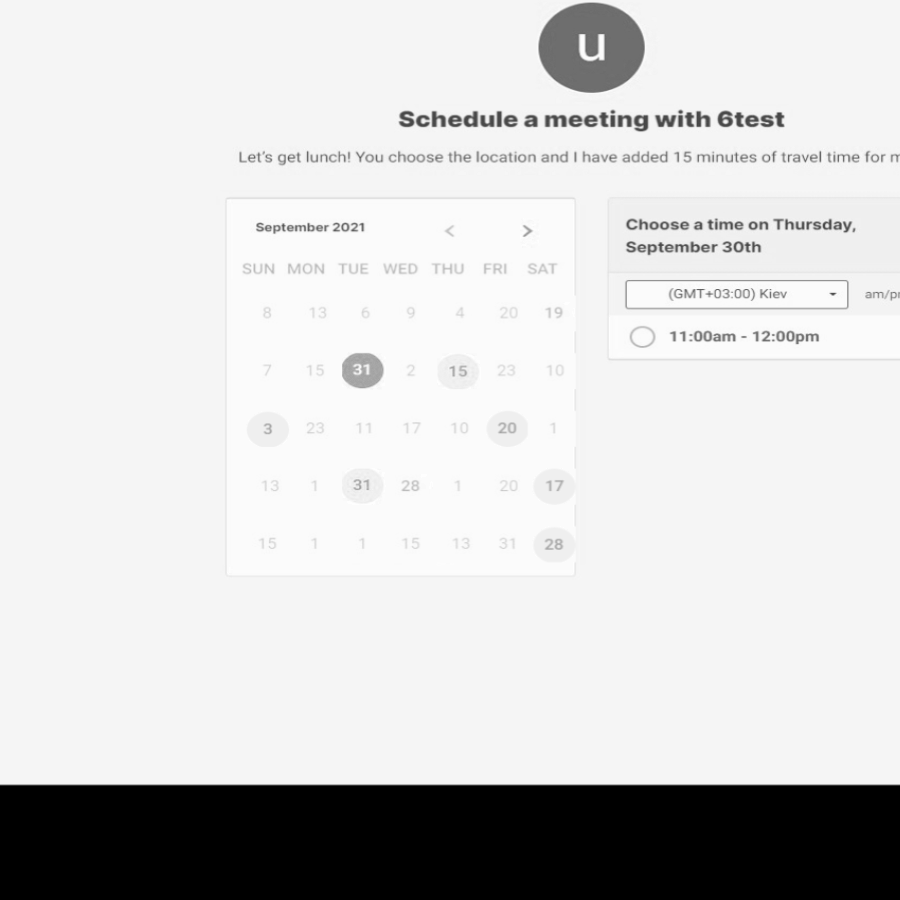 u
Schedule a meeting with 6test
Let's get lunch! You choose the location and I have added 15 minutes of travel time for
September 2021 < >
SUN MON TUE WED THU FRI SAT
8 13 6 9 4 20 19
7 15 31 2 15 23 10
3 23 11 17 10 20 1
13 1 31 28 1 20 17
15 1 1 15 13 31 28
Choose a time on Thursday,
September 30th
(GMT+03:00) Kiev
11:00am - 12:00pm